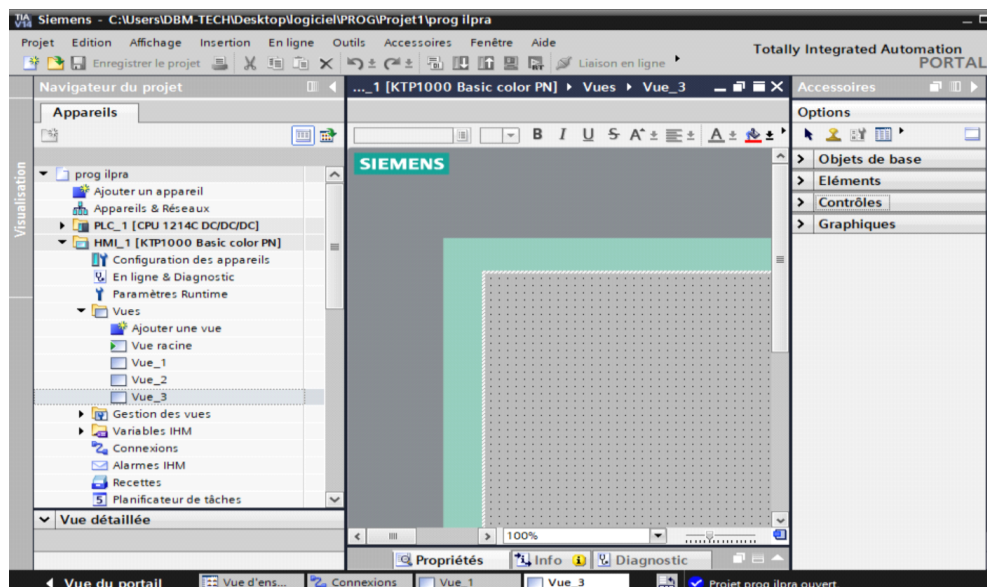 Siemens - C:\Users\DBM-TECH\Desktop\logiciel\PROG\Projet1\prog ilpra
Projet Edition Affichage Insertion En ligne Outils Accessoires Fenêtre Aide
Totally Integrated Automation
PORTAL
Enregistrer le projet
Liaison en ligne
Navigateur du projet
..._1 [KTP1000 Basic color PN] Vues Vue_3
Accessoires
Appareils
Options
B I U S A A
SIEMENS
Visualisation
prog ilpra
Ajouter un appareil
Appareils & Réseaux
PLC_1 [CPU 1214C DC/DC/DC]
HMI_1 [KTP1000 Basic color PN]
Configuration des appareils
En ligne & Diagnostic
Paramètres Runtime
Vues
Ajouter une vue
Vue racine
Vue_1
Vue_2
Vue_3
Gestion des vues
Variables IHM
Connexions
Alarmes IHM
Recettes
Planificateur de tâches
Objets de base
Eléments
Contrôles
Graphiques
Vue détaillée
100%
Propriétés Info Diagnostic
Vue du portail Vue d'ens... Connexions Vue_1 Vue_3 Projet prog ilpra ouvert